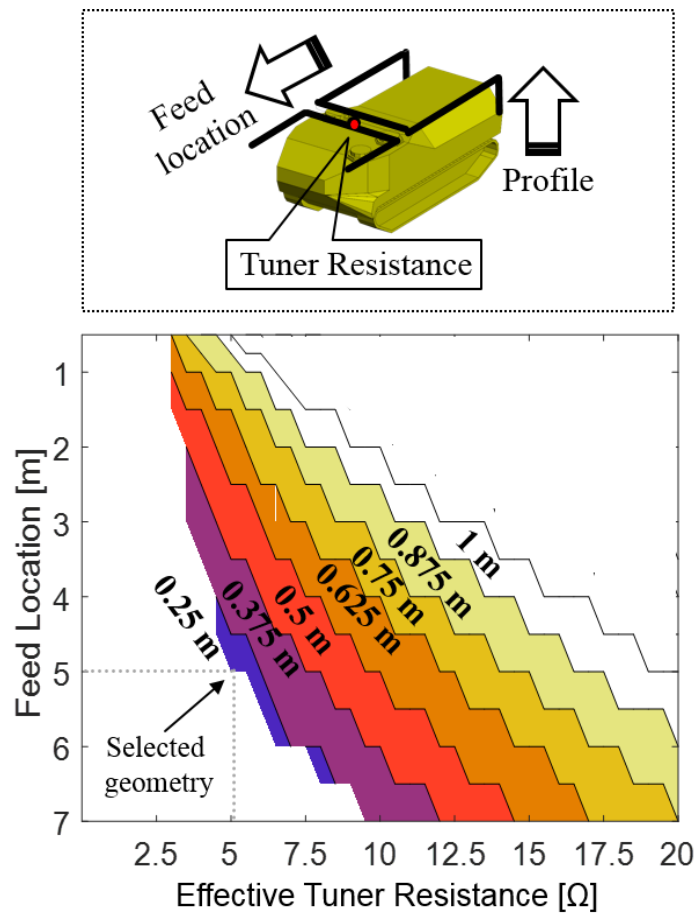 Feed
location
Profile
Tuner Resistance
1
2
3
4
5
6
7
Feed Location [m]
0.25 m
0.375 m
0.5 m
0.625 m
0.75 m
0.875 m
1 m
Selected
geometry
2.5 5 7.5 10 12.5 15 17.5 20
Effective Tuner Resistance [Ω]